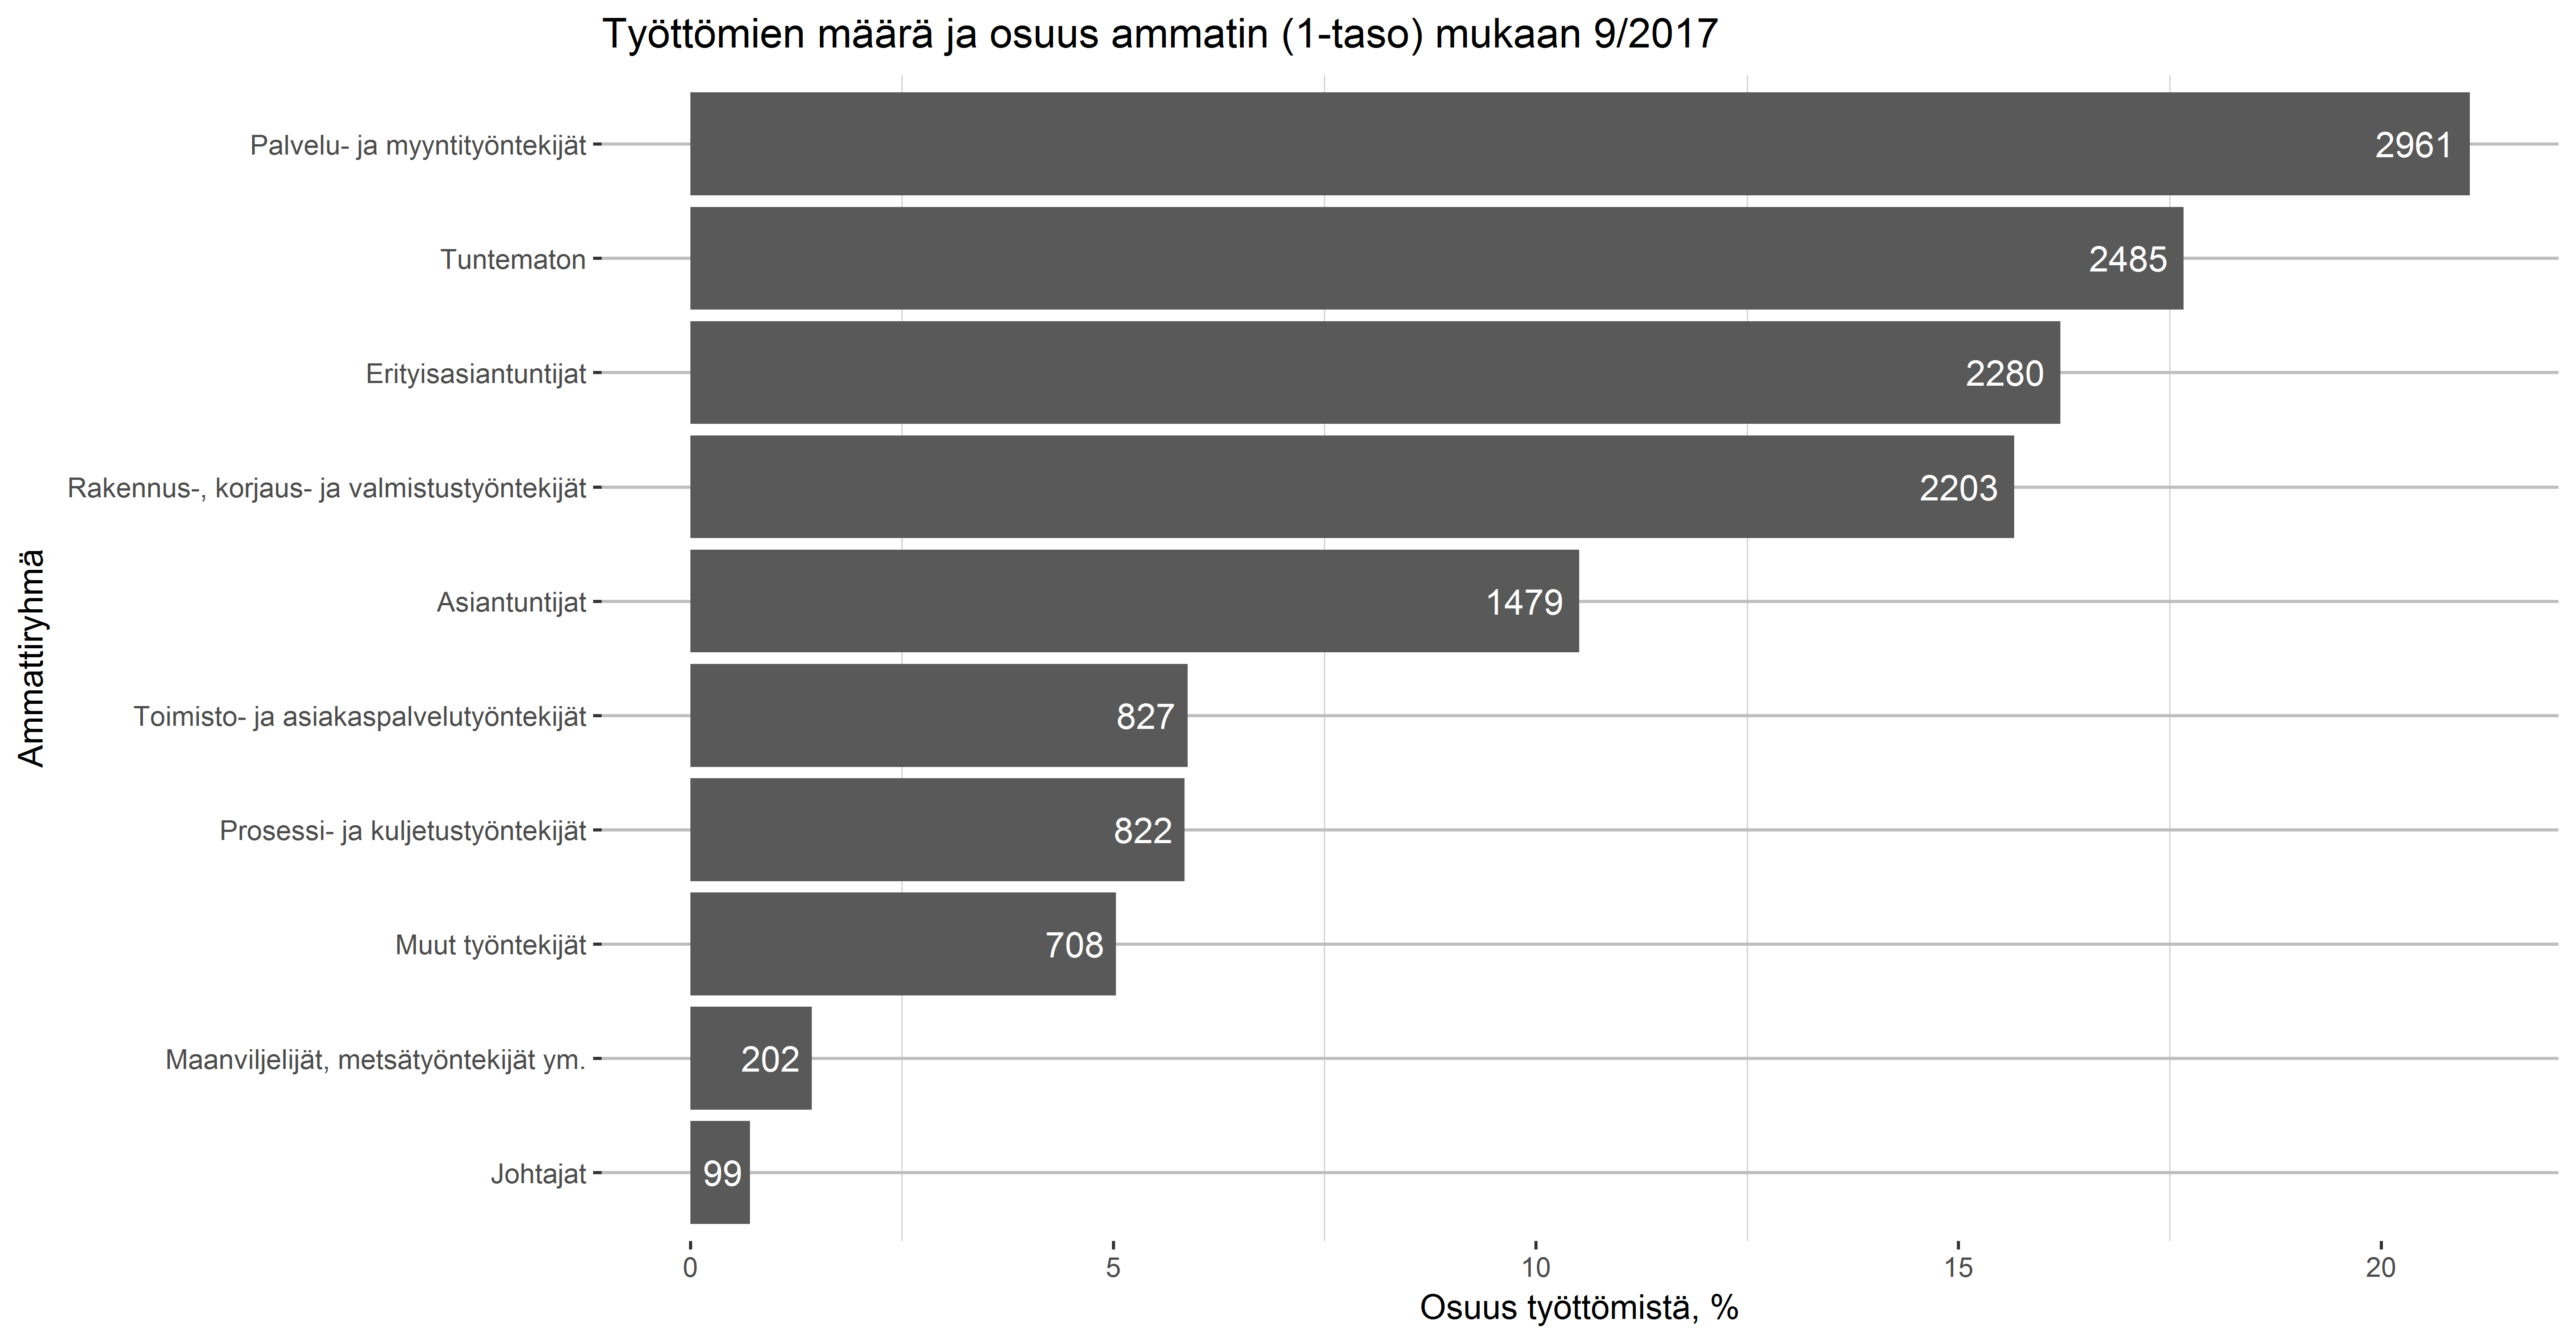 Työttömien määrä ja osuus ammatin (1-taso) mukaan 9/2017
Ammattiryhmä
Palvelu- ja myyntityöntekijät 2961
Tuntematon 2485
Erityisasiantuntijat 2280
Rakennus-, korjaus- ja valmistustyöntekijät 2203
Asiantuntijat 1479
Toimisto- ja asiakaspalvelutyöntekijät 827
Prosessi- ja kuljetustyöntekijät 822
Muut työntekijät 708
Maanviljelijät, metsätyöntekijät ym. 202
Johtajat 99
0 5 10 15 20
Osuus työttömistä, %